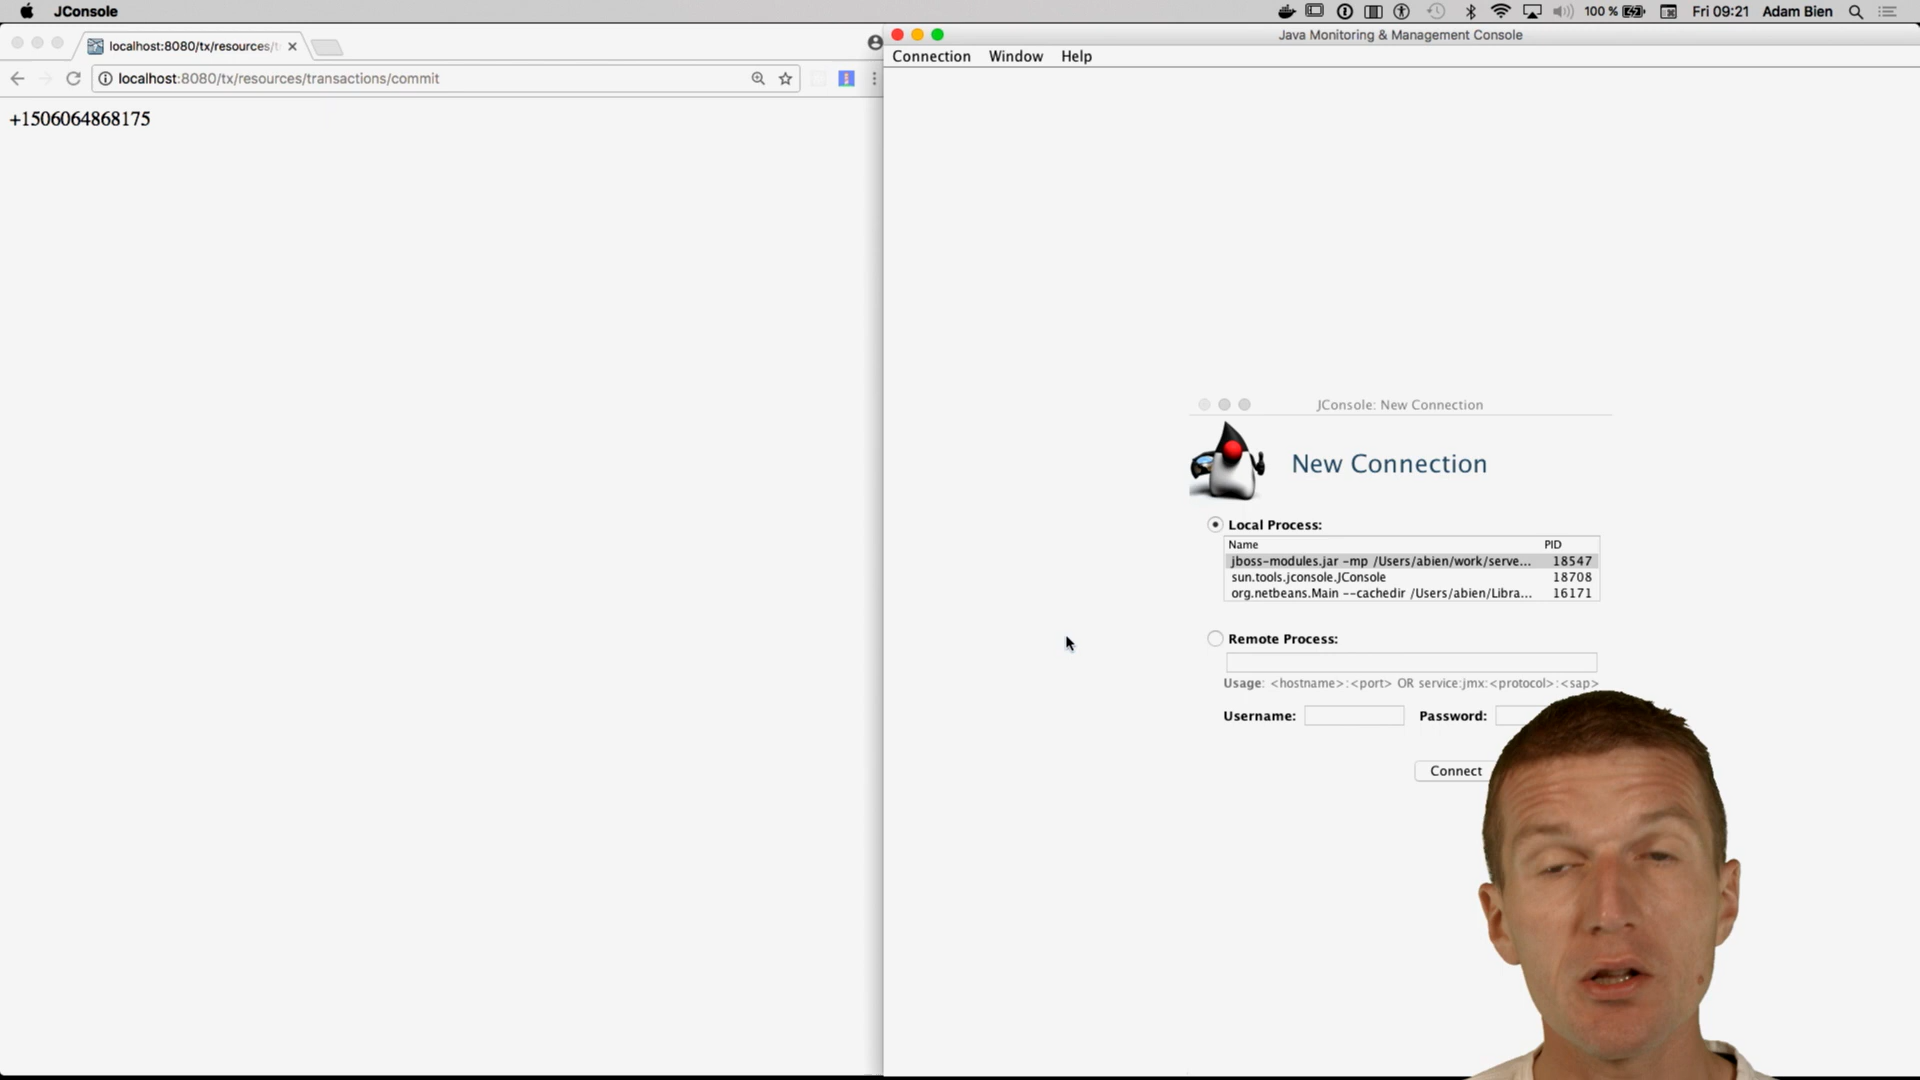 JConsole
100 %
Fri 09:21
Adam Bien
localhost:8080/tx/resources/t
localhost:8080/tx/resources/transactions/commit
+1506064868175
Java Monitoring & Management Console
Connection Window Help
JConsole: New Connection
New Connection
Local Process:
Name PID
jboss-modules.jar -mp /Users/abien/work/serve... 18547
sun.tools.jconsole.JConsole 18708
org.netbeans.Main --cachedir /Users/abien/Libra... 16171
Remote Process:
Usage: <hostname>:<port> OR service:jmx:<protocol>:<sap>
Username: Password:
Connect